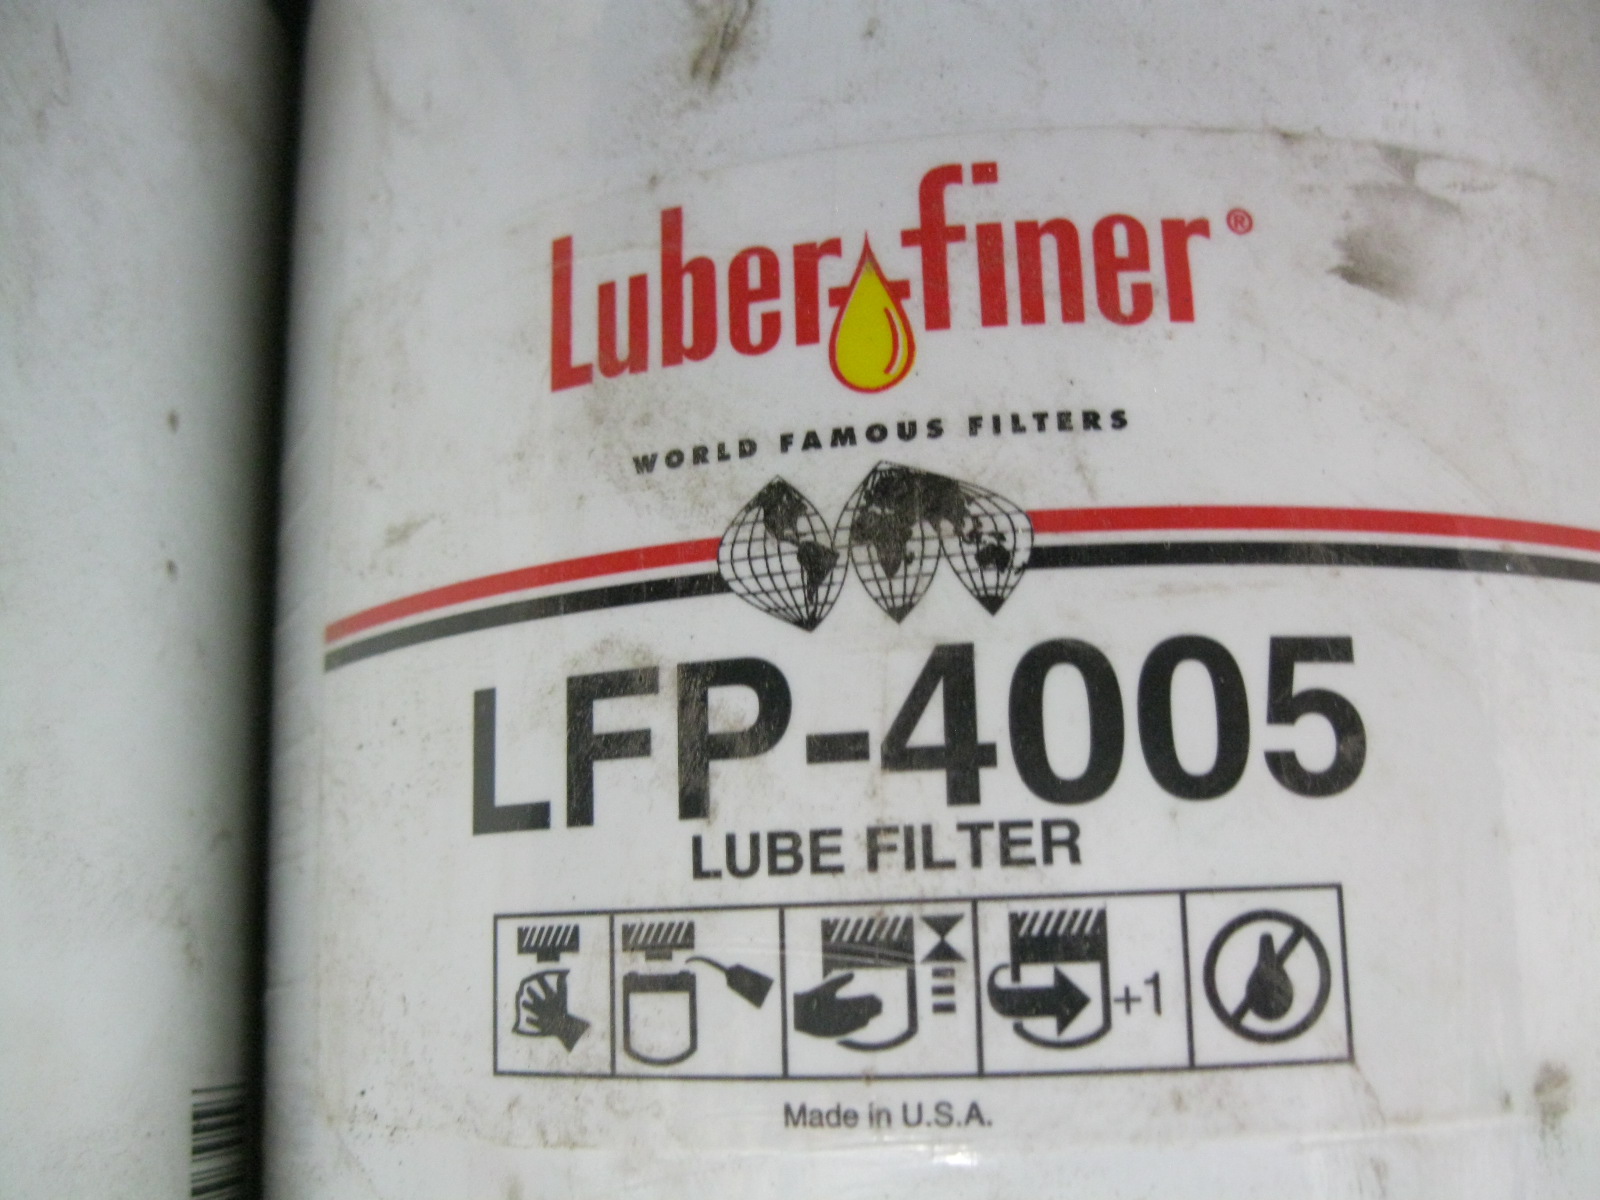 Luber-finer®
WORLD FAMOUS FILTERS
LFP-4005
LUBE FILTER
+1
Made in U.S.A.